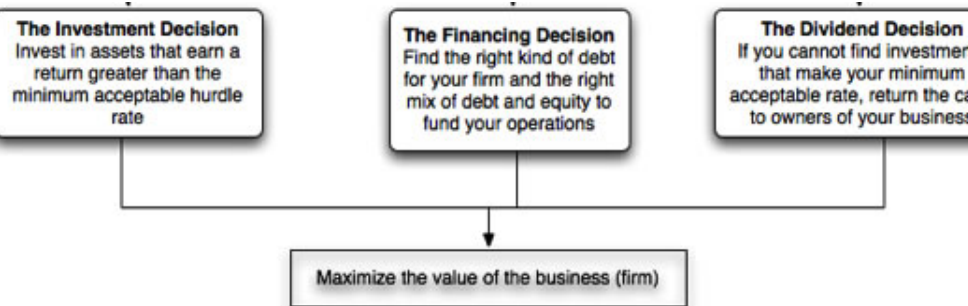 The Investment Decision
Invest in assets that earn a
return greater than the
minimum acceptable hurdle
rate
The Financing Decision
Find the right kind of debt
for your firm and the right
mix of debt and equity to
fund your operations
The Dividend Decision
If you cannot find
that make your minimum
acceptable rate, return the
to owners of your
Maximize the value of the business (firm)